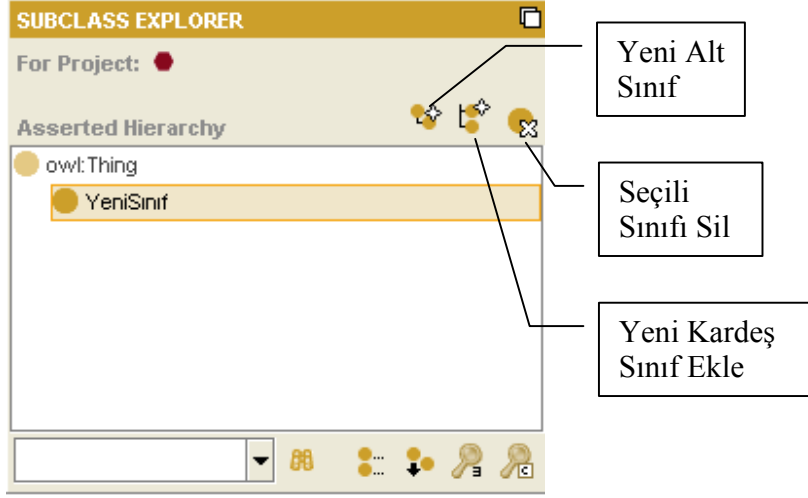 SUBCLASS EXPLORER
For Project:
Asserted Hierarchy
owl:Thing
YeniSınıf
Yeni Alt
Sınıf
Seçili
Sınıfı Sil
Yeni Kardeş
Sınıf Ekle